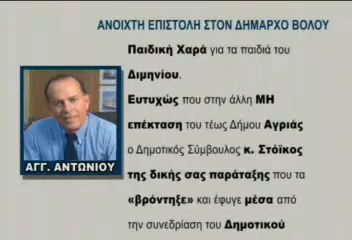 ΑΝΟΙΧΤΗ ΕΠΙΣΤΟΛΗ ΣΤΟΝ ΔΗΜΑΡΧΟ ΒΟΛΟΥ
Παιδική Χαρά για τα παιδιά του
Διμηνίου.
Ευτυχώς που στην άλλη ΜΗ
επέκταση του τέως Δήμου Αγριάς
ο Δημοτικός Σύμβουλος κ. Στόϊκος
της δικής σας παράταξης που τα
«βρόντηξε» και έφυγε μέσα από
την συνεδρίαση του Δημοτικού
ΑΓΓ. ΑΝΤΩΝΙΟΥ